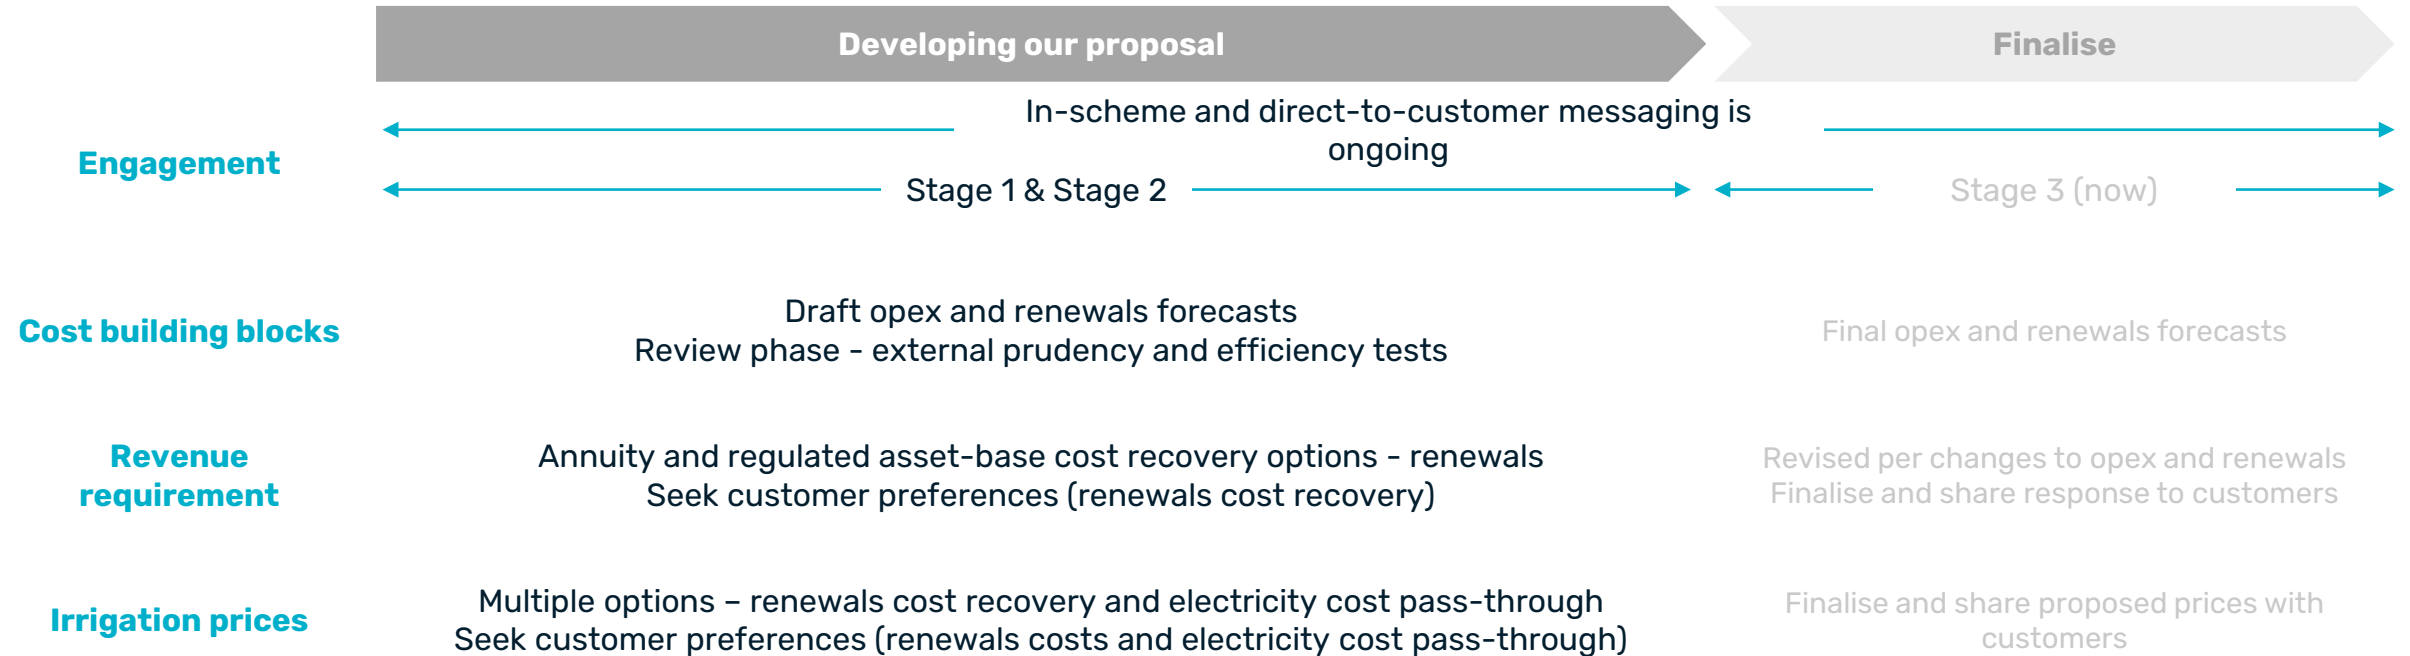 Developing our proposal
Finalise
Engagement
In-scheme and direct-to-customer messaging is
ongoing
Stage 1 & Stage 2
Stage 3 (now)
Cost building blocks
Draft opex and renewals forecasts
Review phase - external prudency and efficiency tests
Final opex and renewals forecasts
Revenue
requirement
Annuity and regulated asset-base cost recovery options - renewals
Seek customer preferences (renewals cost recovery)
Revised per changes to opex and renewals
Finalise and share response to customers
Irrigation prices
Multiple options – renewals cost recovery and electricity cost pass-through
Seek customer preferences (renewals costs and electricity cost pass-through)
Finalise and share proposed prices with
customers